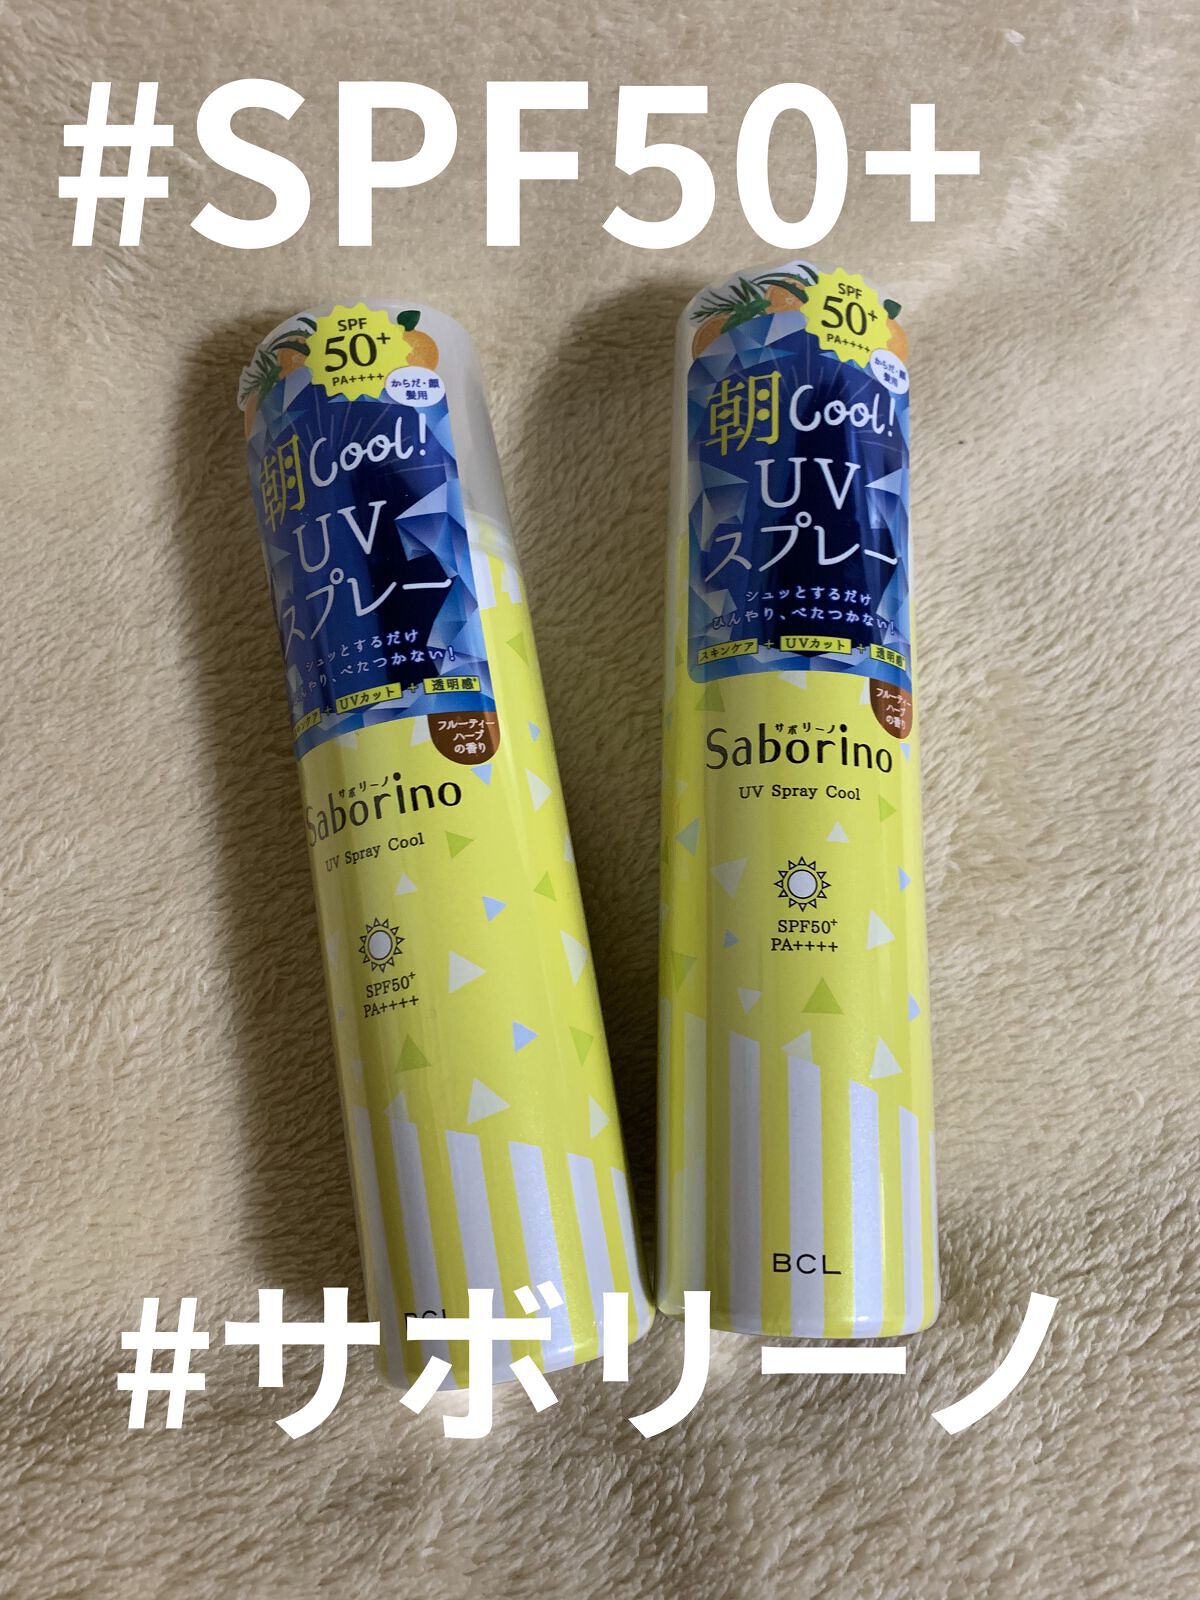 #SPF50+
SPF
50+
PA++++
からだ・顔
髪用
朝Cool!
UV
スプレー
シュッとするだけ
ひんやり、べたつかない!
スキンケア + UVカット + 透明感*
フルーティー
ハーブ
の香り
サボリーノ
Saborino
UV Spray Cool
SPF50+
PA++++
BCL
SPF
50+
PA++++
からだ・顔
髪用
朝Cool!
UV
スプレー
シュッとするだけ
ひんやり、べたつかない!
スキンケア + UVカット + 透明感*
フルーティー
ハーブ
の香り
サボリーノ
Saborino
UV Spray Cool
SPF50+
PA++++
BCL
#サボリーノ